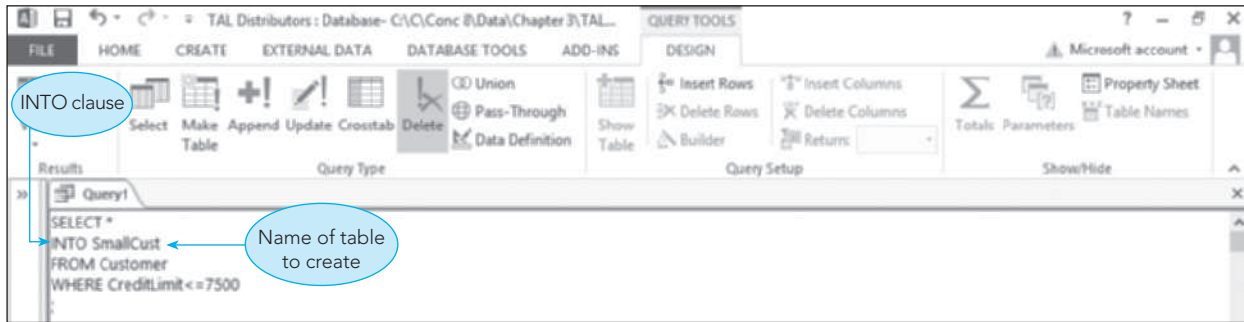 TAL Distributors : Database- C:\C\Conc 8\Data\Chapter 3\TAL...
QUERY TOOLS
?
FILE HOME CREATE EXTERNAL DATA DATABASE TOOLS ADD-INS DESIGN Microsoft account
INTO clause
Select
Make Table
Append
Update
Crosstab
Delete
Union
Pass-Through
Data Definition
Show Table
Insert Rows
Delete Rows
Builder
Insert Columns
Delete Columns
Return:
Totals
Parameters
Property Sheet
Table Names
Results
Query Type
Query Setup
Show/Hide
Query1
SELECT *
INTO SmallCust
FROM Customer
WHERE CreditLimit<=7500
;
Name of table
to create